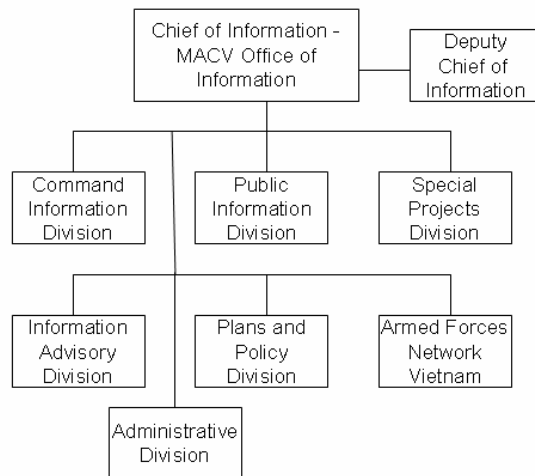 Chief of Information -
MACV Office of
Information
Deputy
Chief of
Information
Command
Information
Division
Public
Information
Division
Special
Projects
Division
Information
Advisory
Division
Plans and
Policy
Division
Armed Forces
Network
Vietnam
Administrative
Division